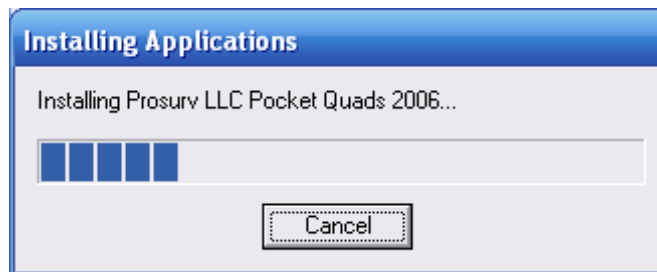 Installing Applications
Installing Prosurv LLC Pocket Quads 2006...
Cancel